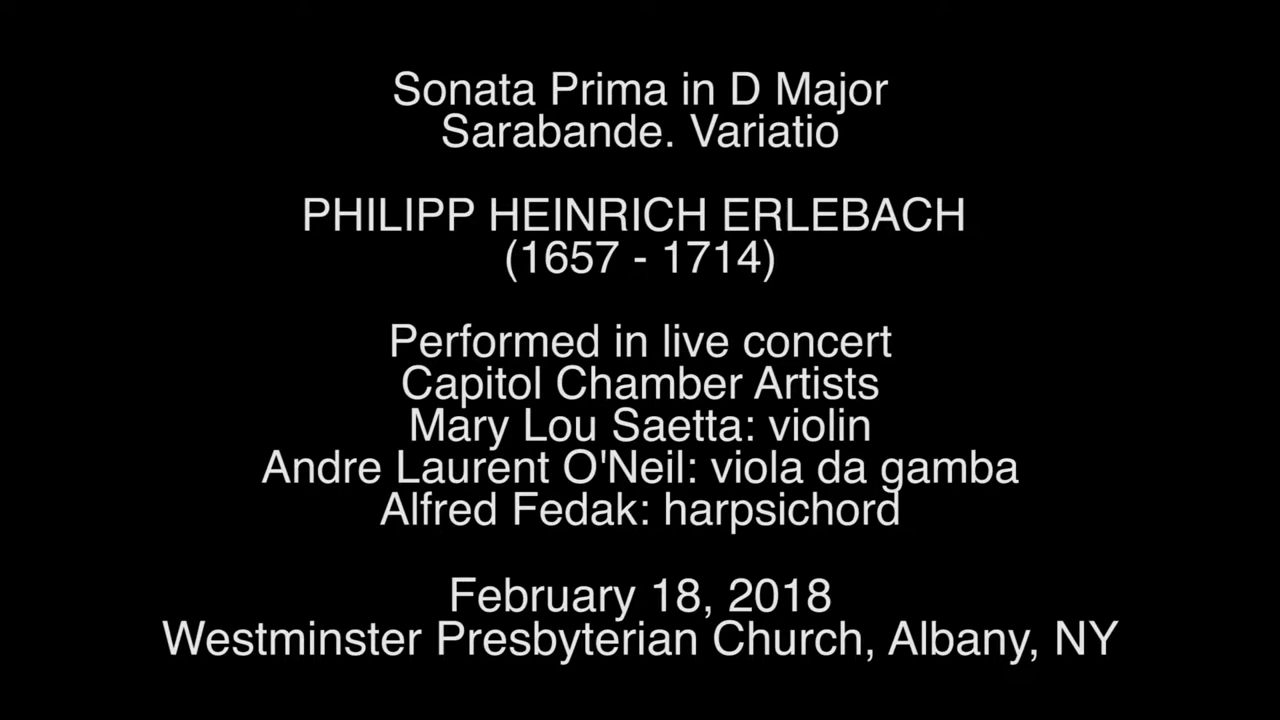 Sonata Prima in D Major
Sarabande. Variatio
PHILIPP HEINRICH ERLEBACH
(1657 - 1714)
Performed in live concert
Capitol Chamber Artists
Mary Lou Saetta: violin
Andre Laurent O'Neil: viola da gamba
Alfred Fedak: harpsichord
February 18, 2018
Westminster Presbyterian Church, Albany, NY